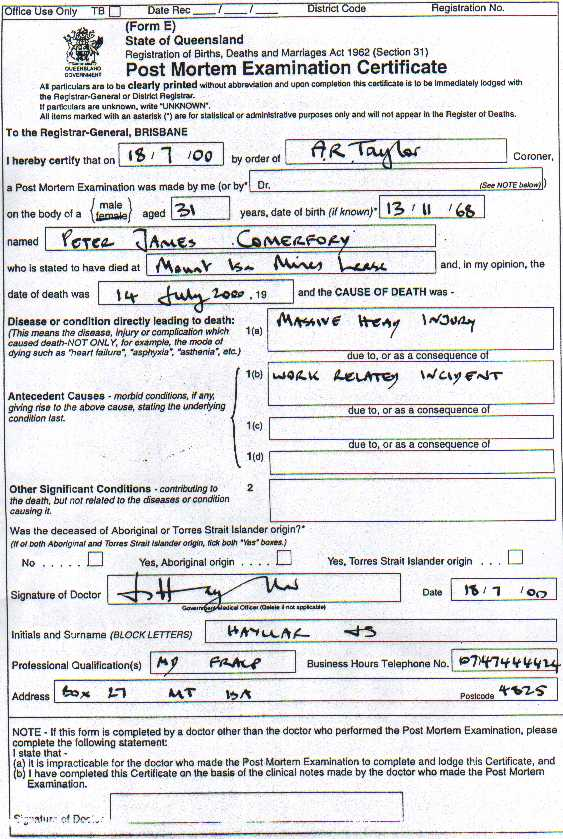 Office Use Only TB Date Rec ___ / ___ / ___ District Code Registration No.
(Form E)
State of Queensland
Registration of Births, Deaths and Marriages Act 1962 (Section 31)
QUEENSLAND GOVERNMENT
Post Mortem Examination Certificate
All particulars are to be clearly printed without abbreviation and upon completion this certificate is to be immediately lodged with
the Registrar-General or District Registrar.
If particulars are unknown, write "UNKNOWN".
All items marked with an asterisk (*) are for statistical or administrative purposes only and will not appear in the Register of Deaths.
To the Registrar-General, BRISBANE
I hereby certify that on 18/7/00 by order of A.R. Taylor Coroner,
a Post Mortem Examination was made by me (or by* Dr. (See NOTE below))
on the body of a (male female) aged 31 years, date of birth (if known)* 13/11/68
named PETER JAMES COMERFORY
who is stated to have died at Mount Isa Mines Lease and, in my opinion, the
date of death was 14 July 2000, 19 and the CAUSE OF DEATH was -
Disease or condition directly leading to death: 1(a) MASSIVE HEAD INJURY
(This means the disease, injury or complication which
caused death-NOT ONLY, for example, the mode of
dying such as "heart failure", "asphyxia", "asthenia", etc.)
due to, or as a consequence of
1(b) WORK RELATED INCIDENT
Antecedent Causes - morbid conditions, if any,
giving rise to the above cause, stating the underlying
condition last.
due to, or as a consequence of
1(c)
due to, or as a consequence of
1(d)
Other Significant Conditions - contributing to 2
the death, but not related to the diseases or condition
causing it.
Was the deceased of Aboriginal or Torres Strait Islander origin?*
(If of both Aboriginal and Torres Strait Islander origin, tick both "Yes" boxes.)
No . . . . . Yes, Aboriginal origin . . . . Yes, Torres Strait Islander origin . . .
Signature of Doctor Date 18/7/00
Government Medical Officer (Delete if not applicable)
Initials and Surname (BLOCK LETTERS) HAYLLAR JS
Professional Qualification(s) MD FRACP Business Hours Telephone No. 0747444424
Address BOX 27 MT ISA Postcode 4825
NOTE - If this form is completed by a doctor other than the doctor who performed the Post Mortem Examination, please
complete the following statement:
I state that -
(a) it is impracticable for the doctor who made the Post Mortem Examination to complete and lodge this Certificate, and
(b) I have completed this Certificate on the basis of the clinical notes made by the doctor who made the Post Mortem
Examination.
Signature of Doctor